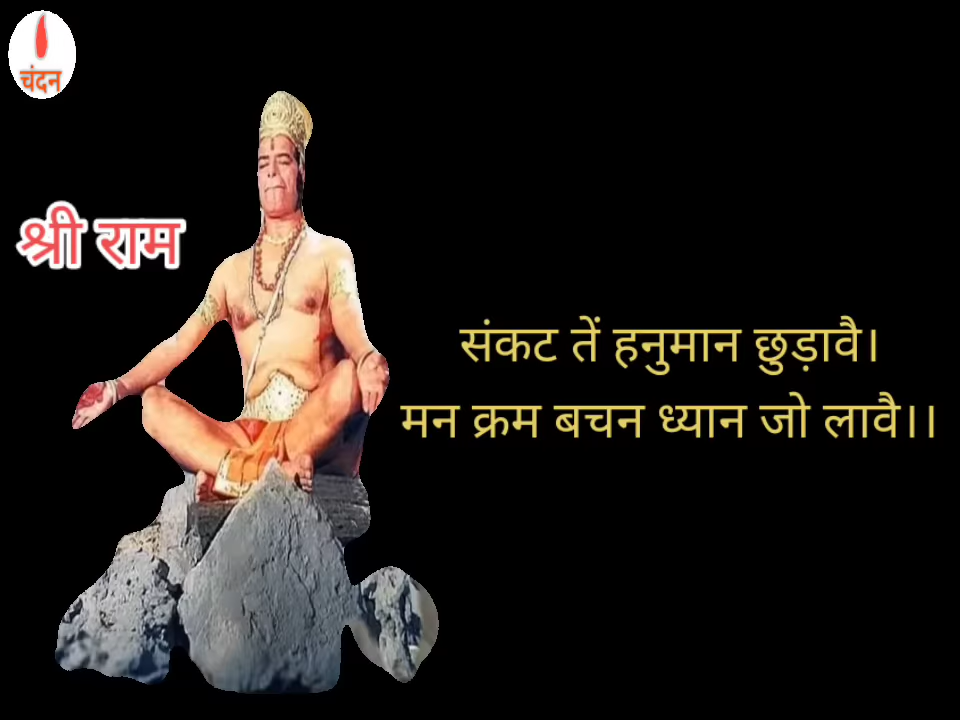 चंदन
श्री राम
संकट तें हनुमान छुड़ावै।
मन क्रम बचन ध्यान जो लावै।।